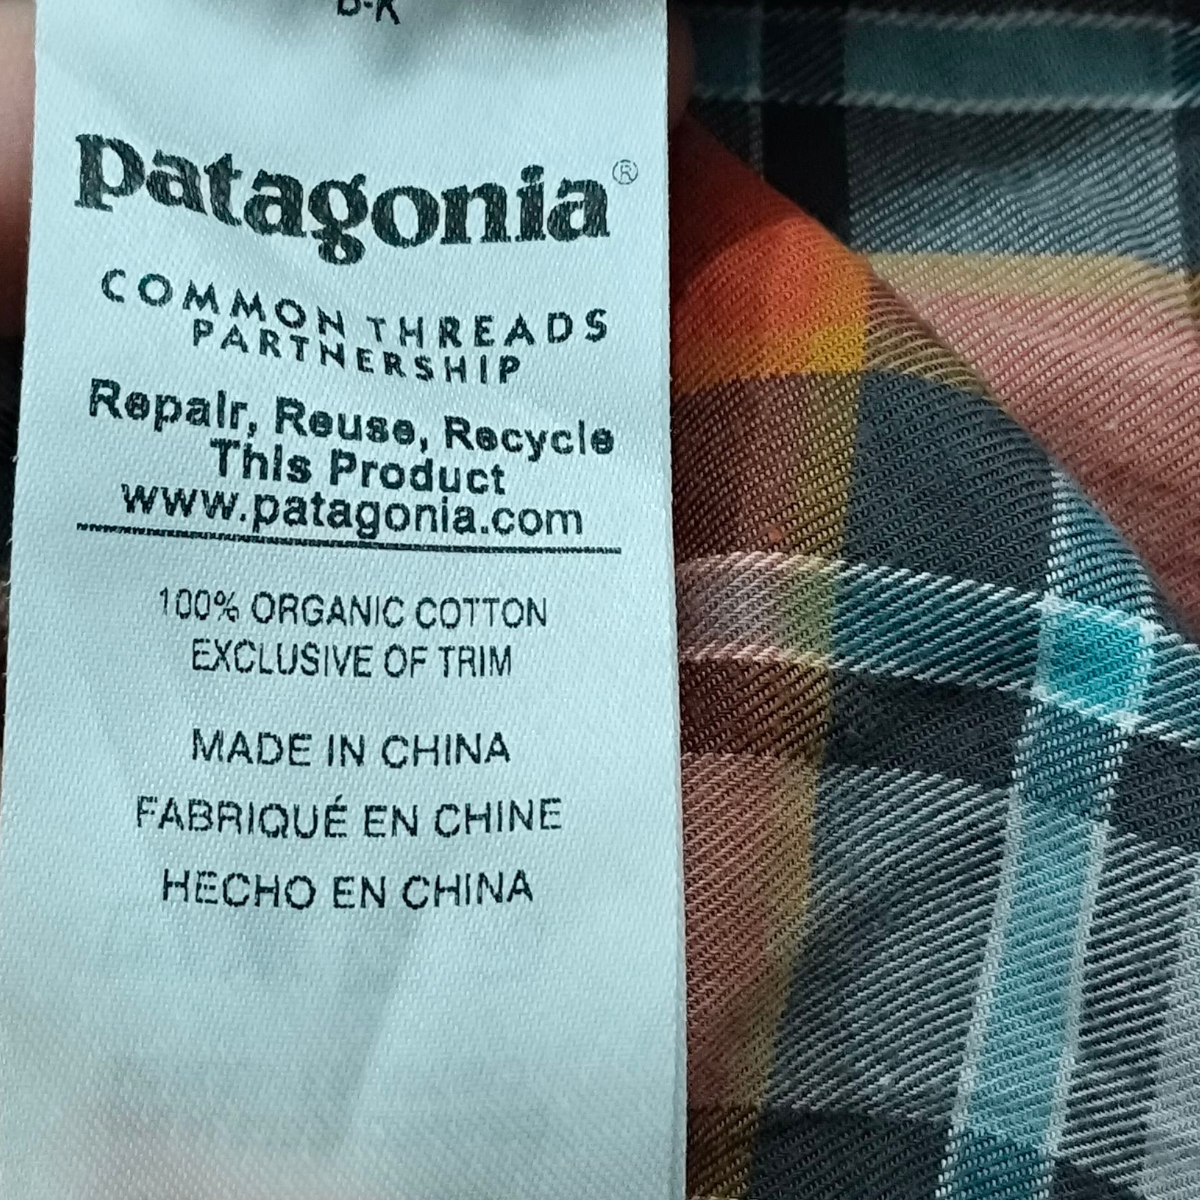 patagonia®
COMMON THREADS
PARTNERSHIP
Repair, Reuse, Recycle
This Product
www.patagonia.com
100% ORGANIC COTTON
EXCLUSIVE OF TRIM
MADE IN CHINA
FABRIQUÉ EN CHINE
HECHO EN CHINA